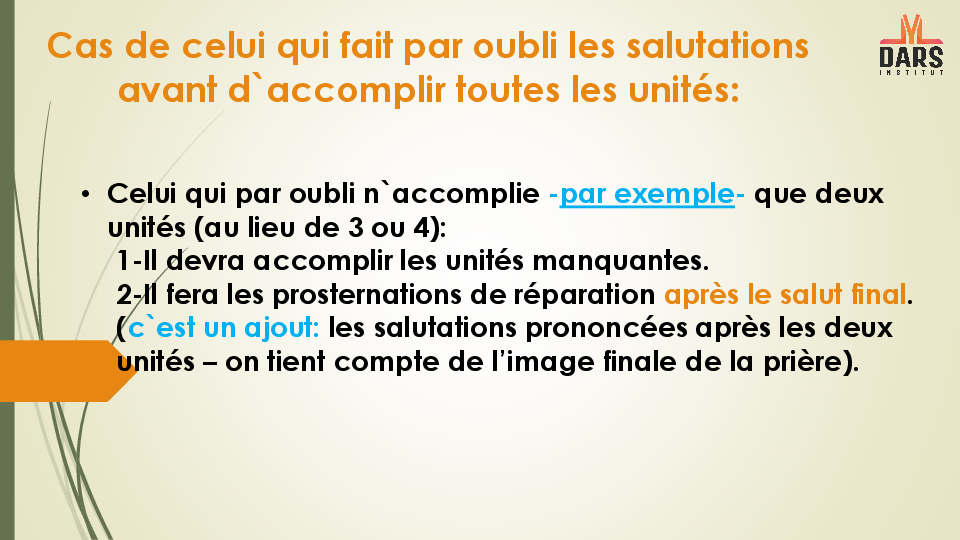 Cas de celui qui fait par oubli les salutations
avant d`accomplir toutes les unités:
DARS
INSTITUT
• Celui qui par oubli n`accomplie -par exemple- que deux
unités (au lieu de 3 ou 4):
1-Il devra accomplir les unités manquantes.
2-Il fera les prosternations de réparation après le salut final.
(c`est un ajout: les salutations prononcées après les deux
unités – on tient compte de l’image finale de la prière).